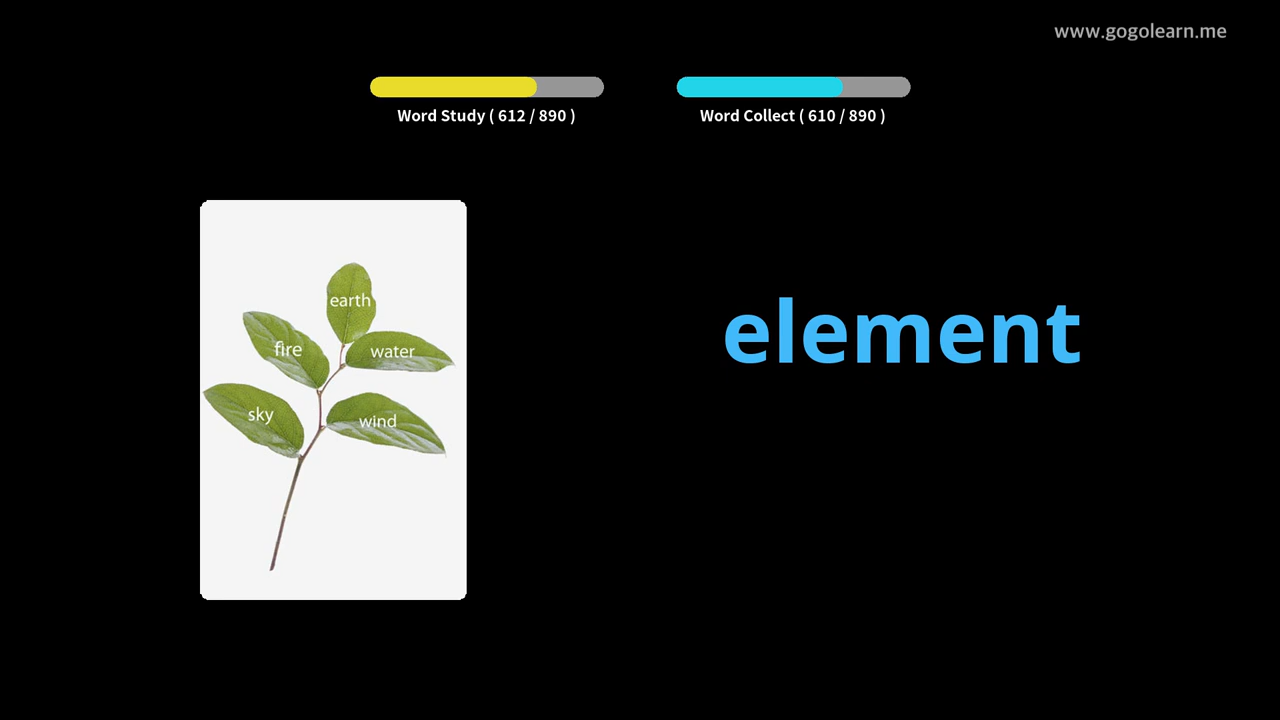 www.gogolearn.me
Word Study ( 612 / 890 )
Word Collect ( 610 / 890 )
earth
fire
water
sky
wind
element